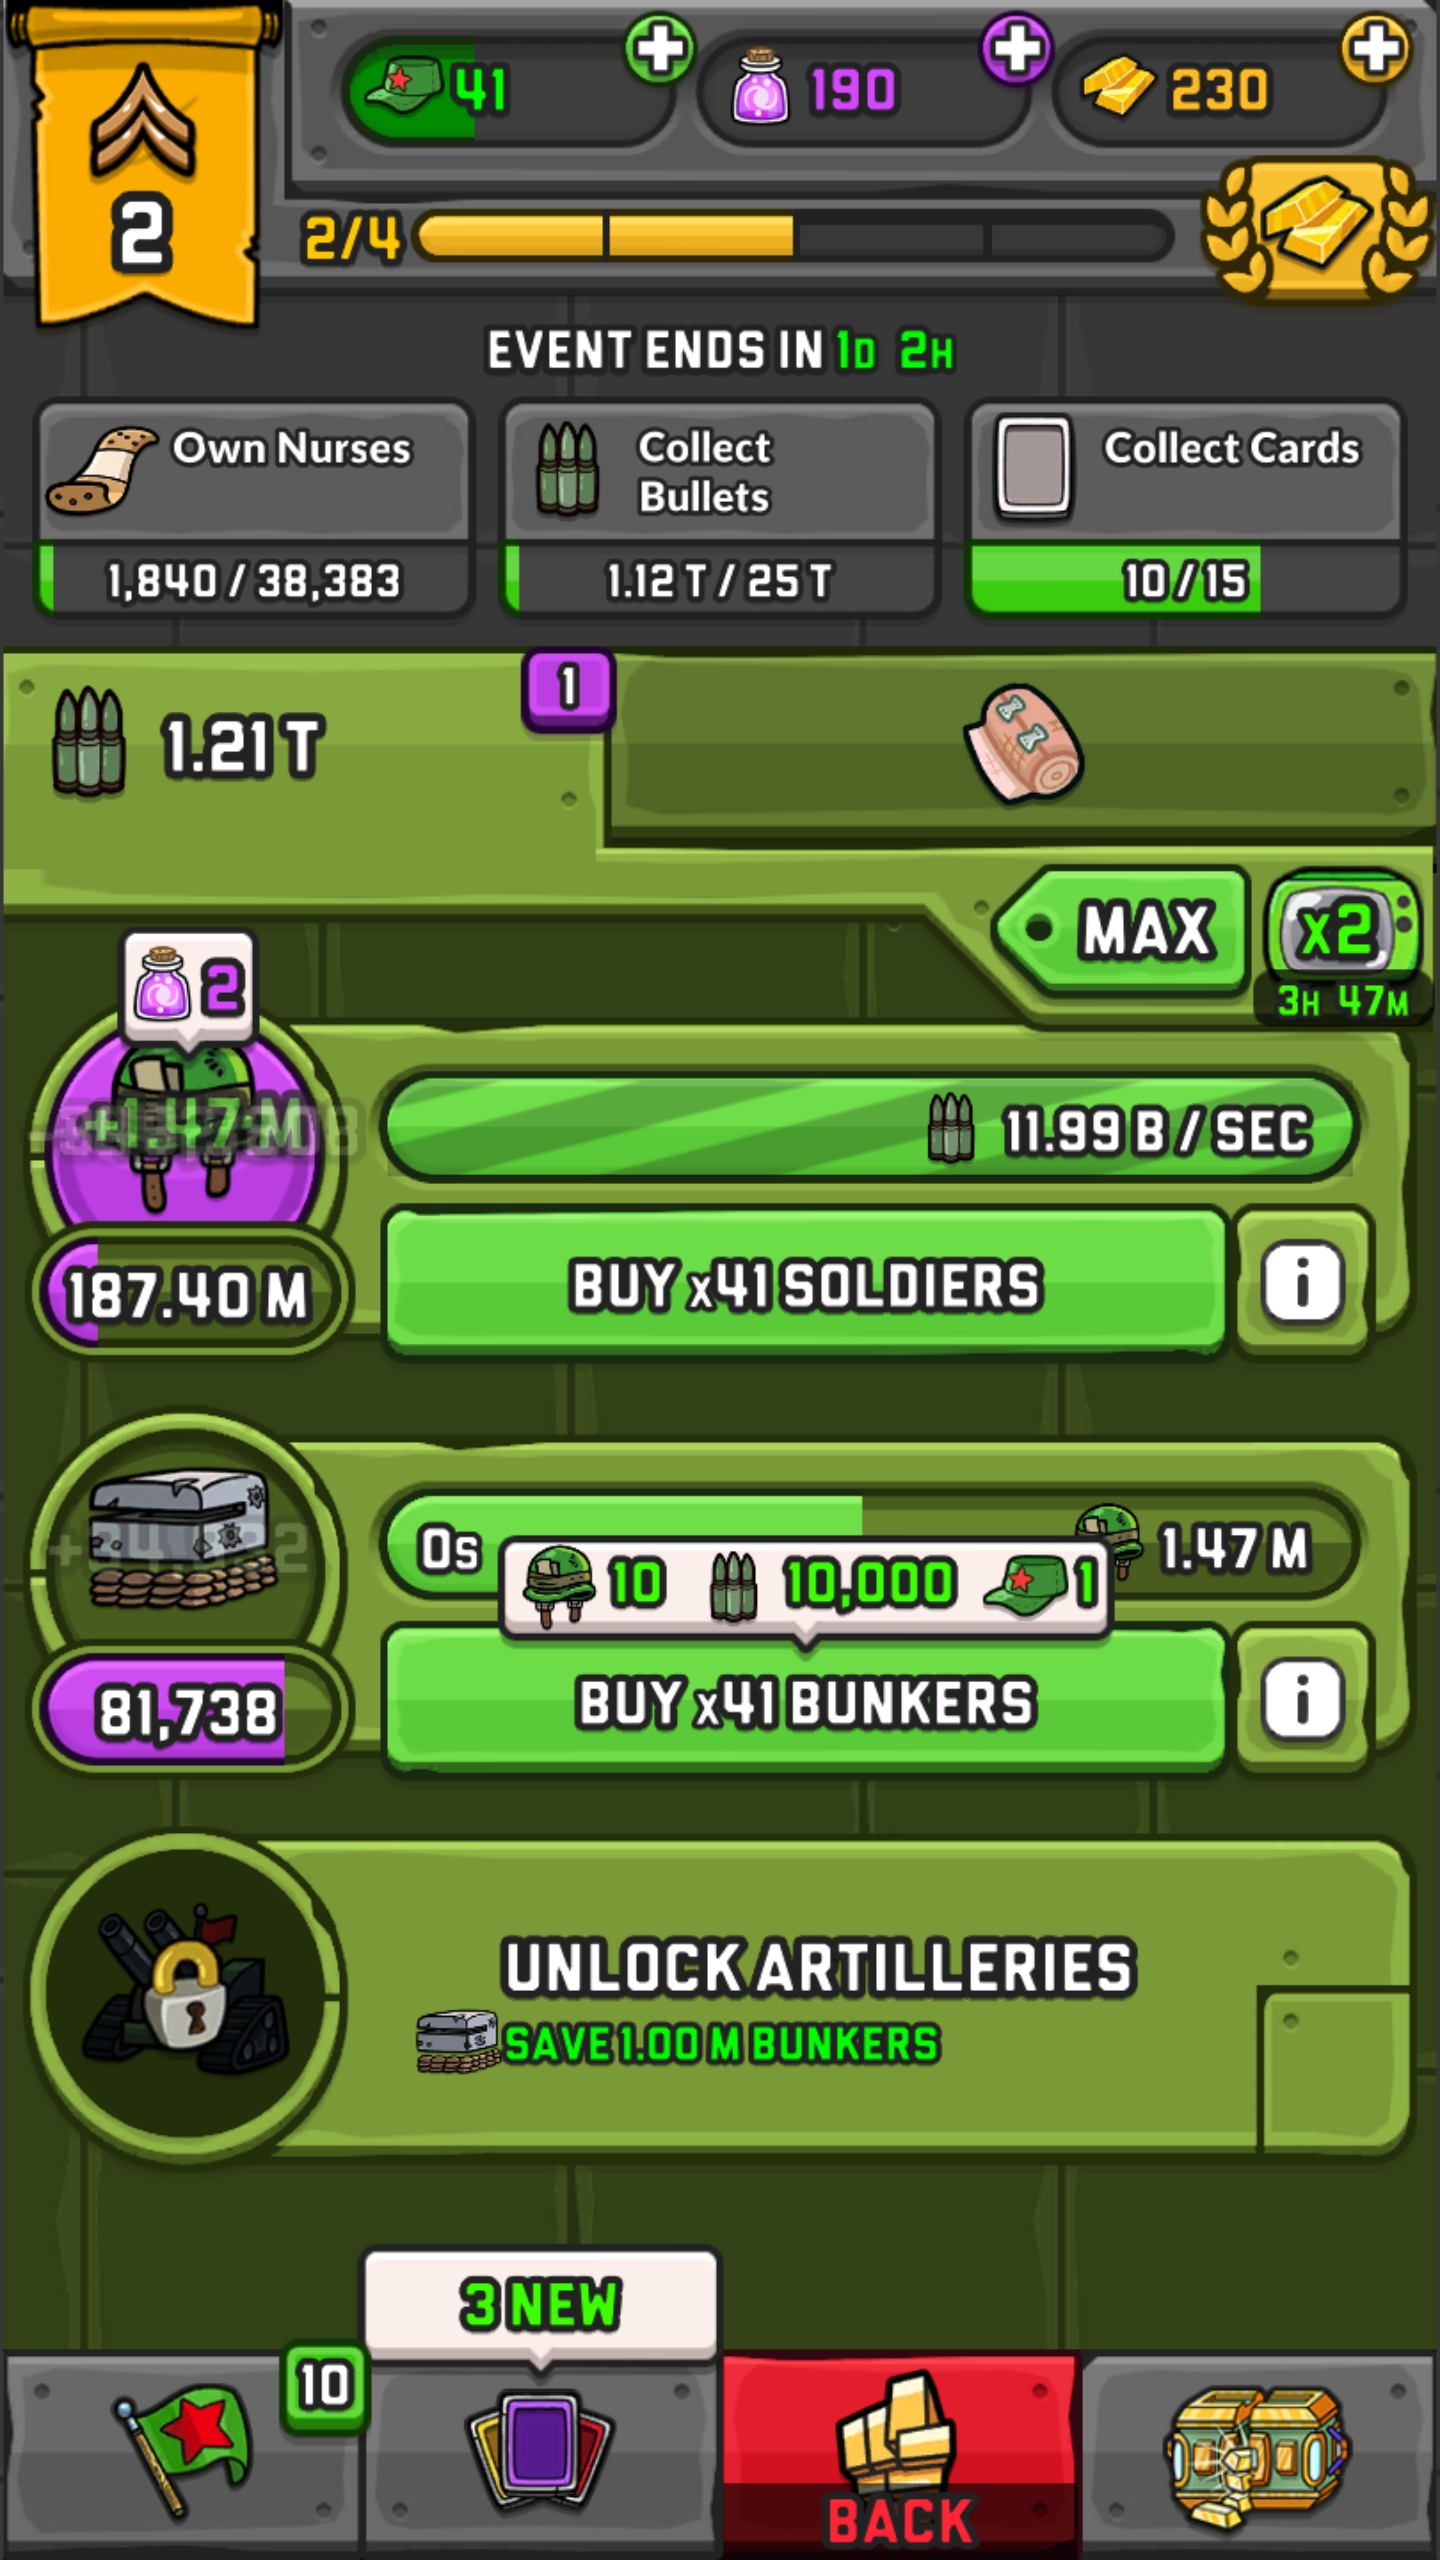 41
190
230
2
2/4
EVENT ENDS IN 1D 2H
Own Nurses
1,840 / 38,383
Collect
Bullets
1.12 T / 25 T
Collect Cards
10/15
1.21 T
1
MAX
x2
3H 47M
2
+1.47 M
11.99 B / SEC
187.40 M
BUY x41 SOLDIERS
i
0s
1.47 M
10
10,000
1
81,738
BUY x41 BUNKERS
i
UNLOCK ARTILLERIES
SAVE 1.00 M BUNKERS
3 NEW
10
BACK